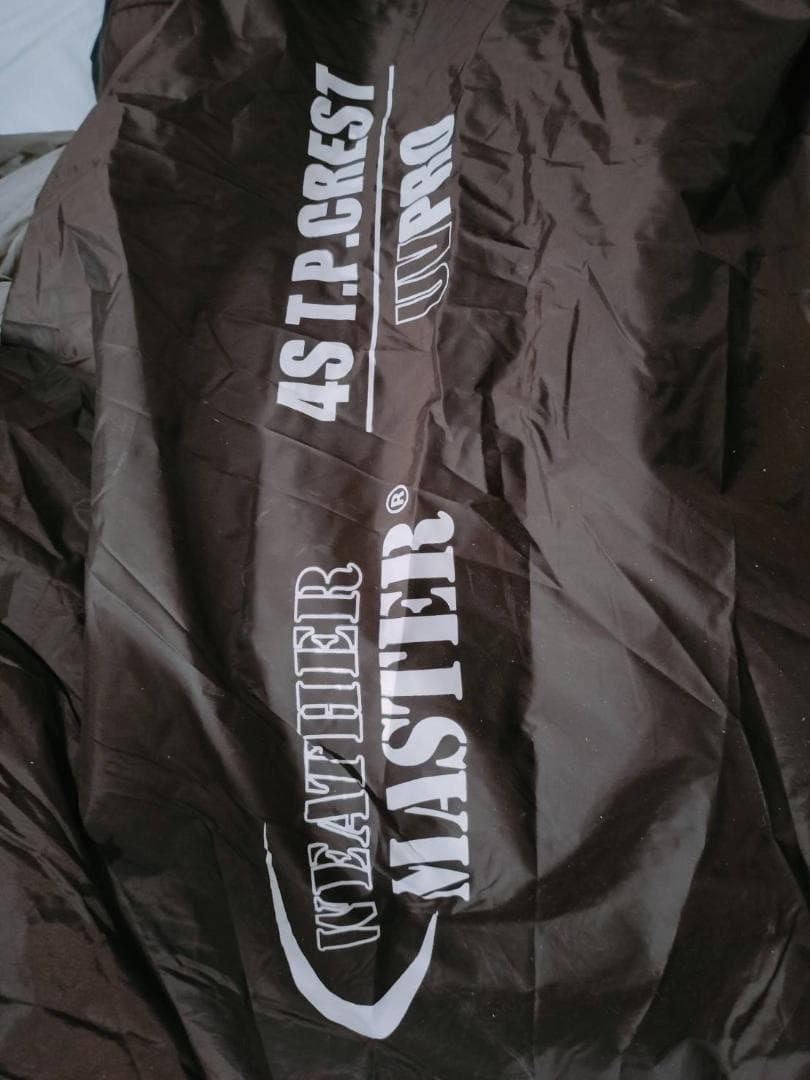 WEATHER
MASTER®
4S T.P.CREST
UVPRO